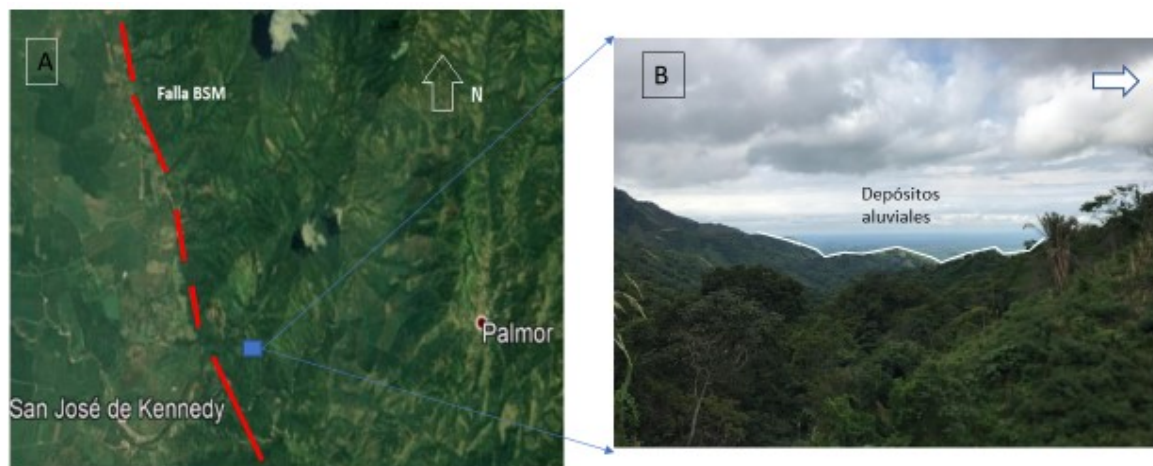 A
Falla BSM
N
Palmor
San José de Kennedy
B
Depósitos
aluviales